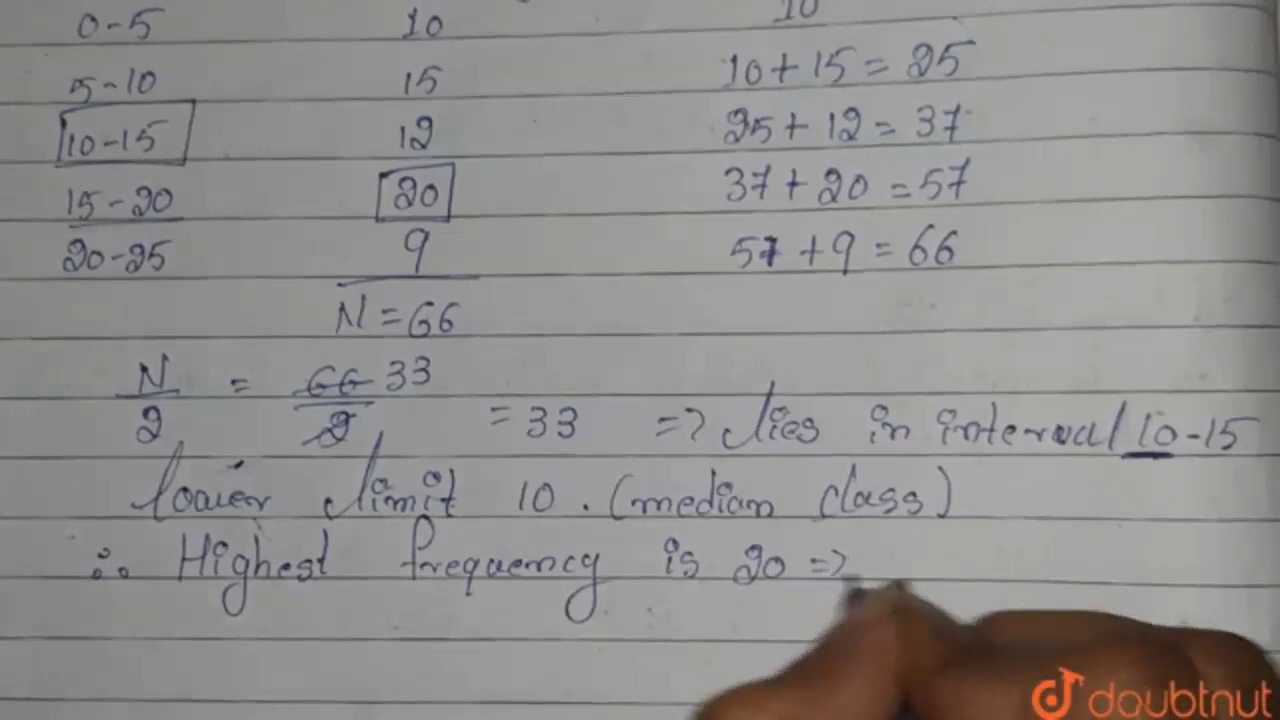 0-5 10 10
5-10 15 10+15=25
10-15 12 25+12=37
15-20 20 37+20=57
20-25 9 57+9=66
N=66
N/2 = 66/2 33 =33 => lies in interval 10-15
lower limit 10. (median class)
∴ Highest frequency is 20 =>
doubtnut